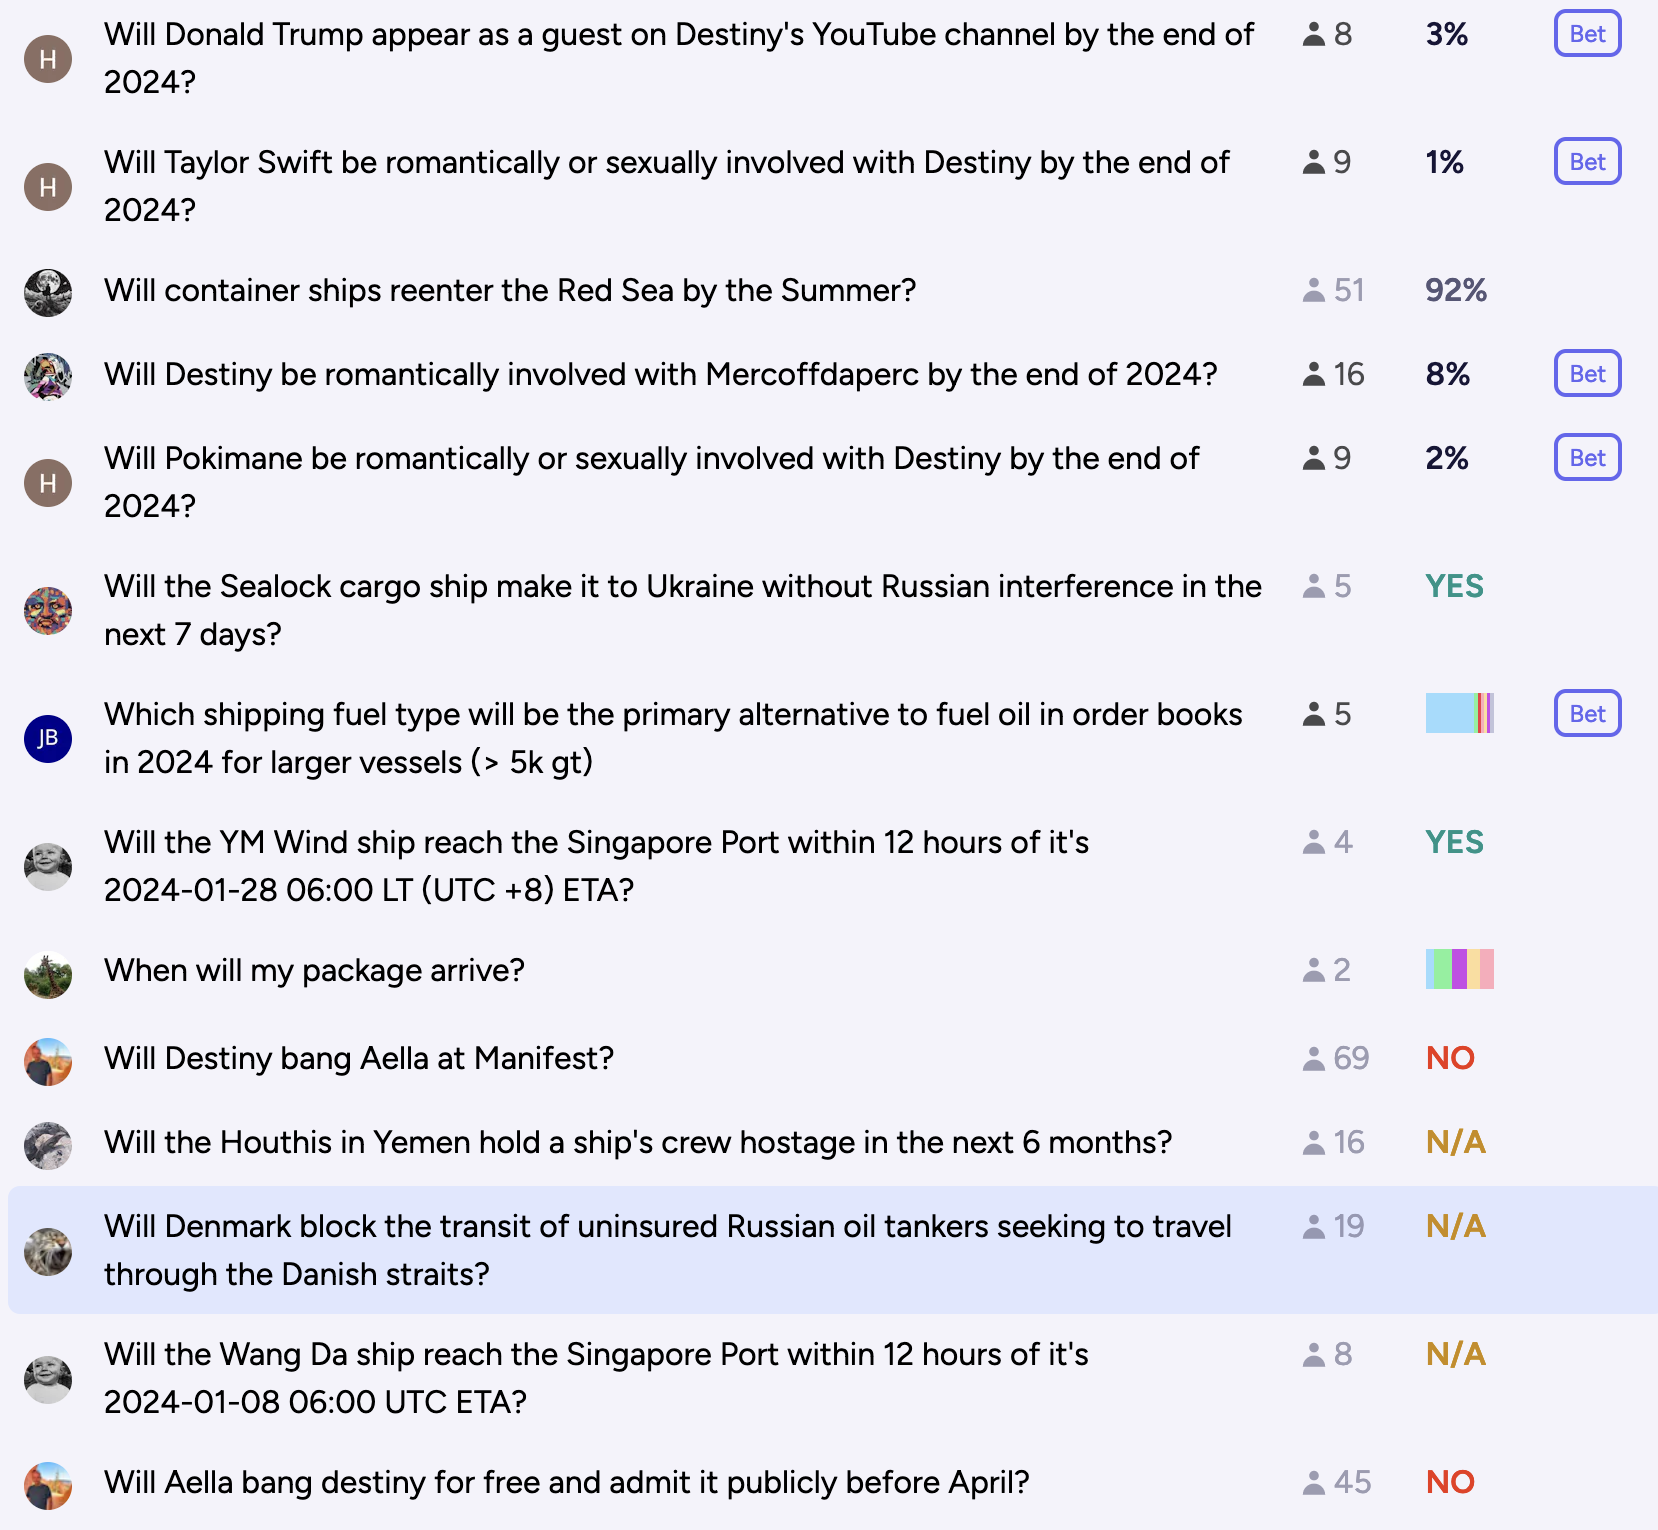 H
Will Donald Trump appear as a guest on Destiny's YouTube channel by the end of 8 3% Bet
2024?
H
Will Taylor Swift be romantically or sexually involved with Destiny by the end of 9 1% Bet
2024?
Will container ships reenter the Red Sea by the Summer? 51 92%
Will Destiny be romantically involved with Mercoffdaperc by the end of 2024? 16 8% Bet
H
Will Pokimane be romantically or sexually involved with Destiny by the end of 9 2% Bet
2024?
Will the Sealock cargo ship make it to Ukraine without Russian interference in the 5 YES
next 7 days?
JB
Which shipping fuel type will be the primary alternative to fuel oil in order books 5 Bet
in 2024 for larger vessels (> 5k gt)
Will the YM Wind ship reach the Singapore Port within 12 hours of it's 4 YES
2024-01-28 06:00 LT (UTC +8) ETA?
When will my package arrive? 2
Will Destiny bang Aella at Manifest? 69 NO
Will the Houthis in Yemen hold a ship's crew hostage in the next 6 months? 16 N/A
Will Denmark block the transit of uninsured Russian oil tankers seeking to travel 19 N/A
through the Danish straits?
Will the Wang Da ship reach the Singapore Port within 12 hours of it's 8 N/A
2024-01-08 06:00 UTC ETA?
Will Aella bang destiny for free and admit it publicly before April? 45 NO